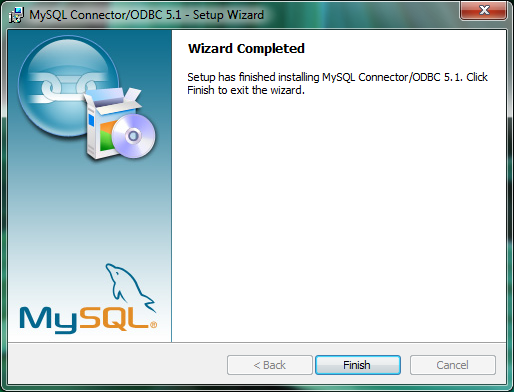 MySQL Connector/ODBC 5.1 - Setup Wizard
Wizard Completed
Setup has finished installing MySQL Connector/ODBC 5.1. Click
Finish to exit the wizard.
MySQL®
< Back
Finish
Cancel